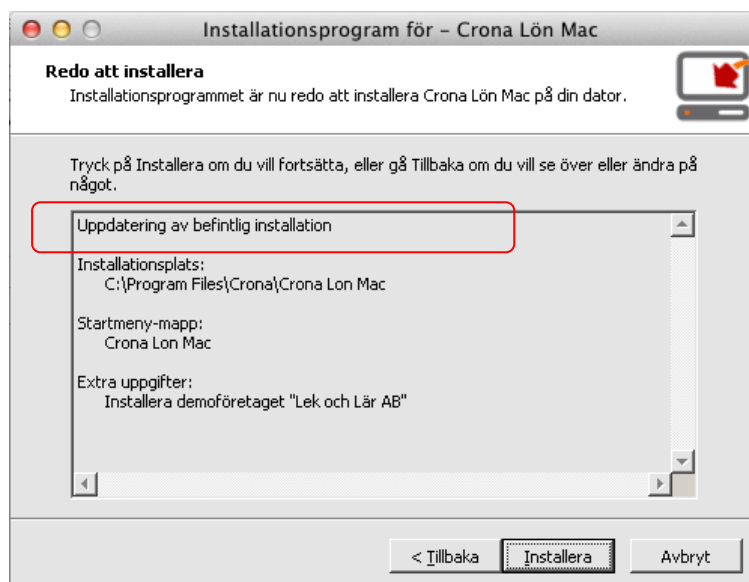 Installationsprogram för – Crona Lön Mac
Redo att installera
Installationsprogrammet är nu redo att installera Crona Lön Mac på din dator.
Tryck på Installera om du vill fortsätta, eller gå Tillbaka om du vill se över eller ändra på
något.
Uppdatering av befintlig installation
Installationsplats:
C:\Program Files\Crona\Crona Lon Mac
Startmeny-mapp:
Crona Lon Mac
Extra uppgifter:
Installera demoföretaget "Lek och Lär AB"
< Tillbaka
Installera
Avbryt